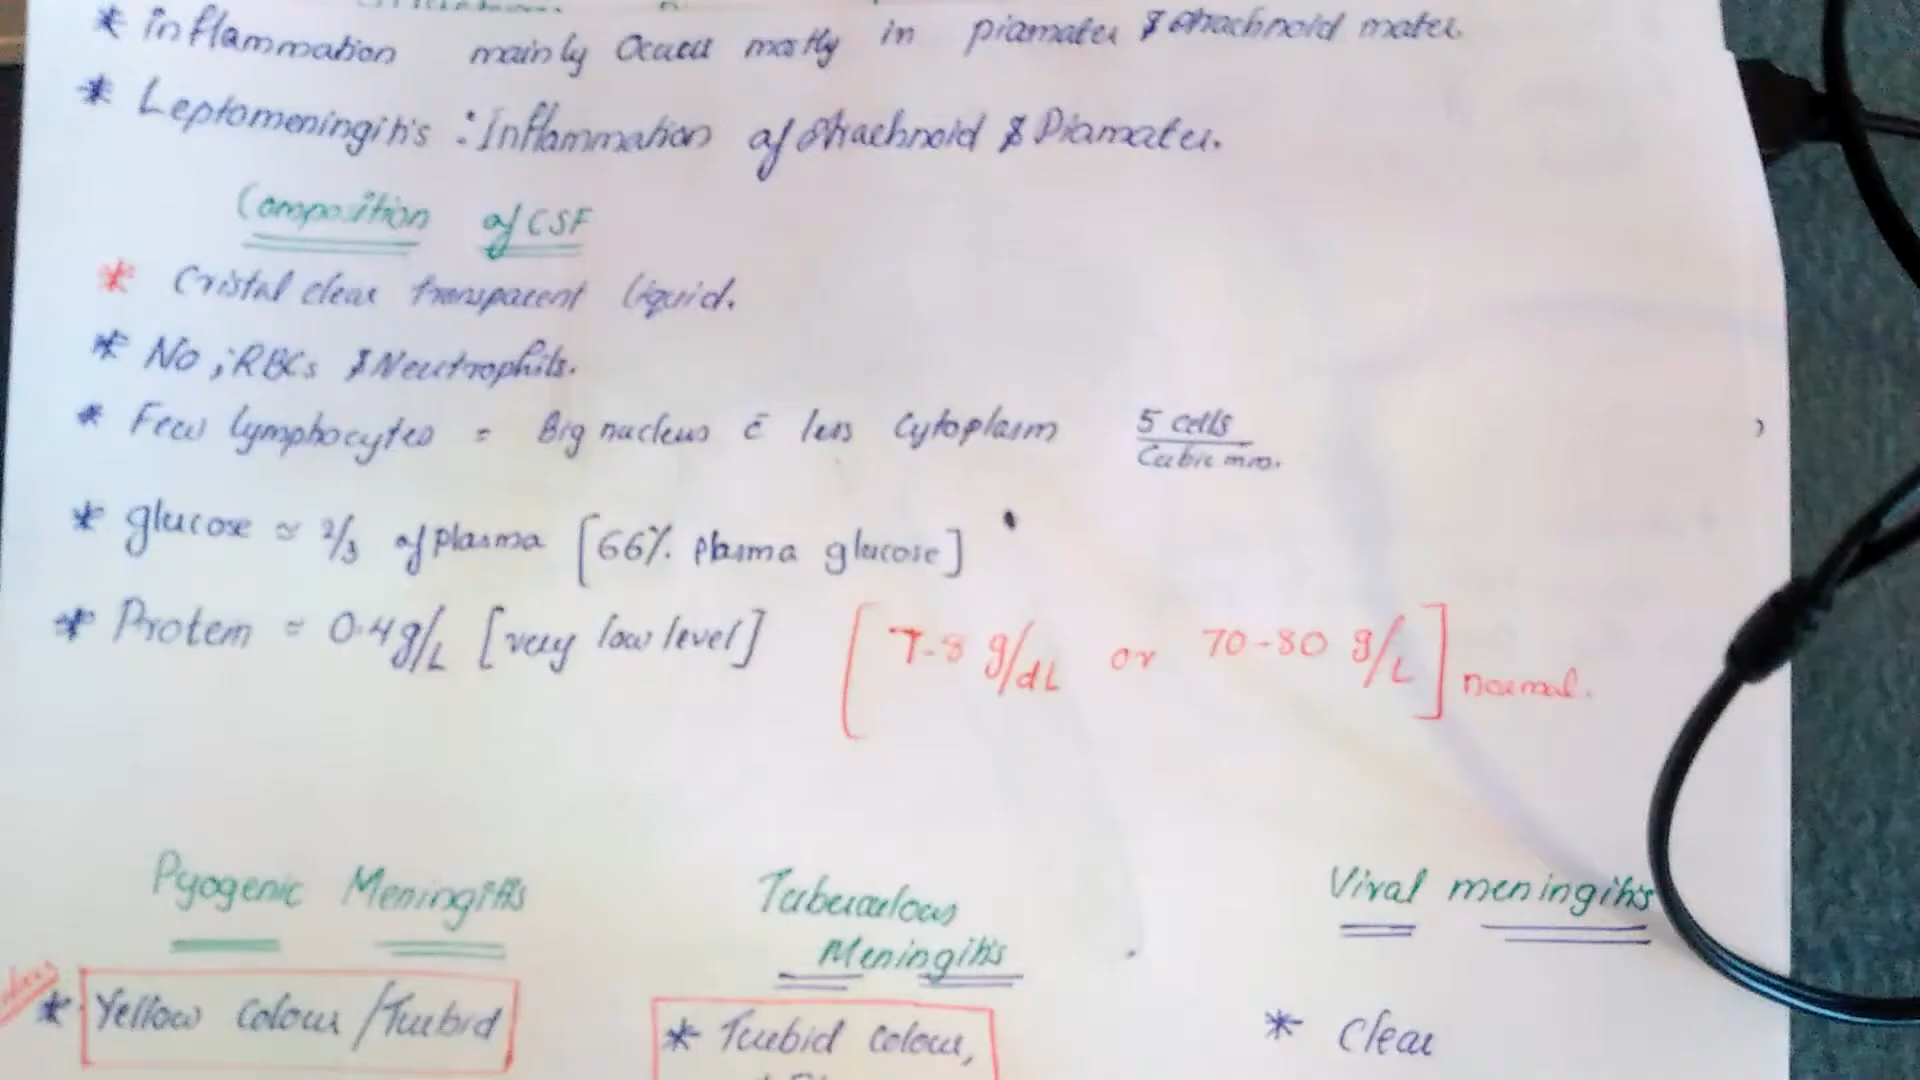 * inflammation mainly Occur mostly in piamater & Arachnoid mater.
* Leptomeningitis : Inflammation of Arachnoid & Piamater.
Composition of CSF
* Cristal clear transparent liquid.
* No ; RBCs & Neutrophils.
* Few lymphocytes = Big nucleus c̄ less Cytoplasm 5 cells / Cubic mm.
* glucose ≈ 2/3 of plasma [66% plasma glucose]
* Protein = 0.4 g/L [very low level] [7-8 g/dL or 70-80 g/L] normal.
Pyogenic Meningitis Tuberculous Meningitis Viral meningitis
* Yellow colour / Turbid * Turbid colour, * Clear